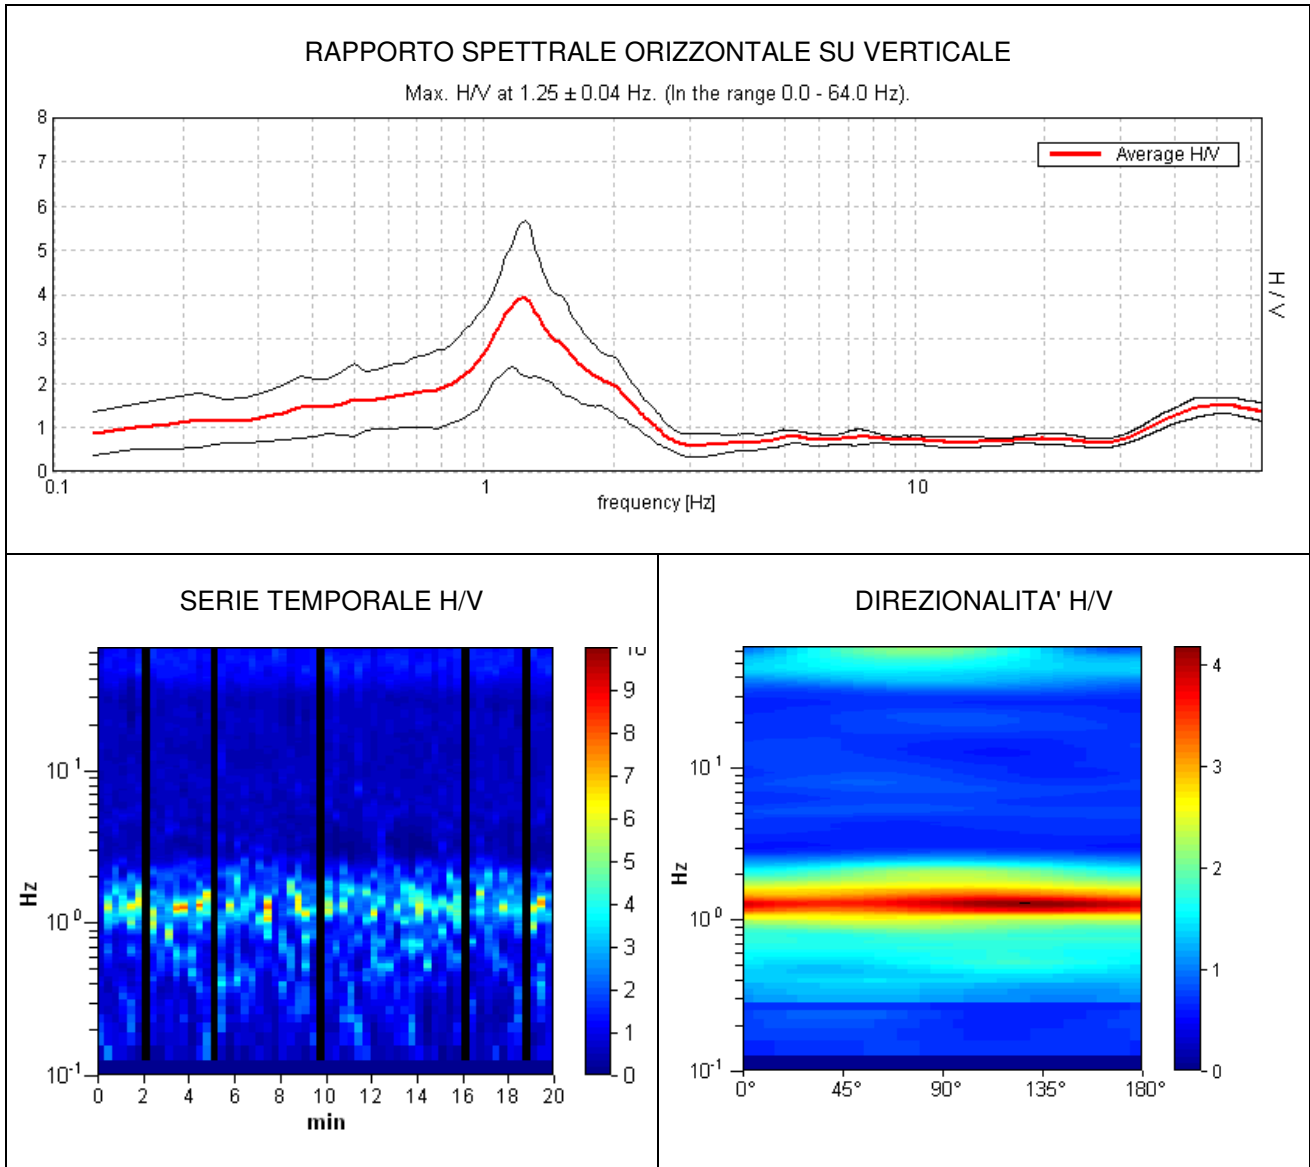 RAPPORTO SPETTRALE ORIZZONTALE SU VERTICALE
Max. H/V at 1.25 ± 0.04 Hz. (In the range 0.0 - 64.0 Hz).
8
7
6
5
4
3
2
1
0
Average H/V
H / V
0.1
1
10
frequency [Hz]
SERIE TEMPORALE H/V
10
9
8
7
6
5
4
3
2
1
0
10¹
10⁰
10⁻¹
Hz
0 2 4 6 8 10 12 14 16 18 20
min
DIREZIONALITA' H/V
4
3
2
1
0
10¹
10⁰
10⁻¹
Hz
0° 45° 90° 135° 180°